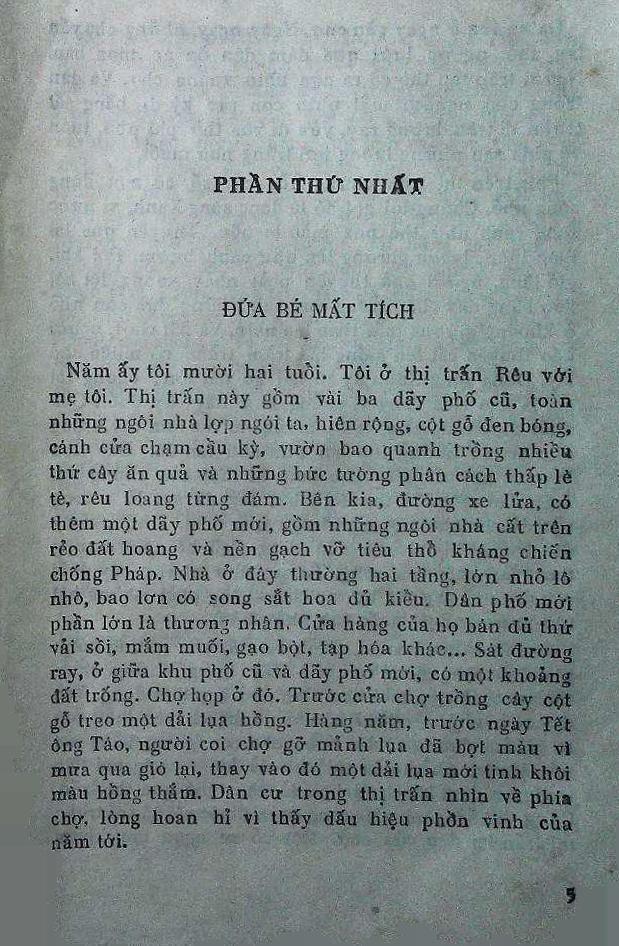 PHẦN THỨ NHẤT
ĐỨA BÉ MẤT TÍCH
Năm ấy tôi mười hai tuổi. Tôi ở thị trấn Rêu với
mẹ tôi. Thị trấn này gồm vài ba dãy phố cũ, toàn
những ngôi nhà lợp ngói ta, hiên rộng, cột gỗ đen bóng,
cánh cửa chạm cầu kỳ, vườn bao quanh trồng nhiều
thứ cây ăn quả và những bức tường phân cách thấp lè
tè, rêu loang từng đám. Bên kia, đường xe lửa, có
thêm một dãy phố mới, gồm những ngôi nhà cất trên
rẻo đất hoang và nền gạch vỡ tiêu thổ kháng chiến
chống Pháp. Nhà ở đây thường hai tầng, lớn nhỏ lô
nhô, bao lơn có song sắt hoa đủ kiểu. Dân phố mới
phần lớn là thương nhân. Cửa hàng của họ bán đủ thứ
vải sồi, mắm muối, gạo bột, tạp hóa khác... Sát đường
ray, ở giữa khu phố cũ và dãy phố mới, có một khoảng
đất trống. Chợ họp ở đó. Trước cửa chợ trồng cây cột
gỗ treo một dải lụa hồng. Hàng năm, trước ngày Tết
ông Táo, người coi chợ gỡ mảnh lụa đã bợt màu vì
mưa qua gió lại, thay vào đó một dải lụa mới tinh khôi
màu hồng thắm. Dân cư trong thị trấn nhìn về phía
chợ, lòng hoan hỉ vì thấy dấu hiệu phồn vinh của
năm tới.
5